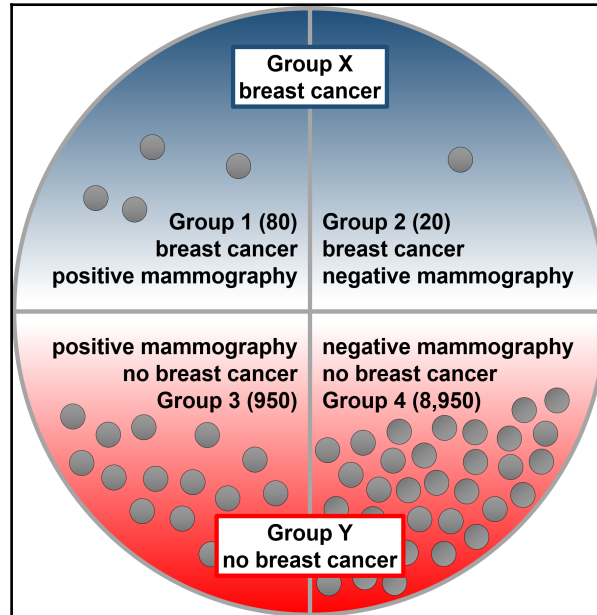 Group X
breast cancer
Group 1 (80)
breast cancer
positive mammography
Group 2 (20)
breast cancer
negative mammography
positive mammography
no breast cancer
Group 3 (950)
negative mammography
no breast cancer
Group 4 (8,950)
Group Y
no breast cancer